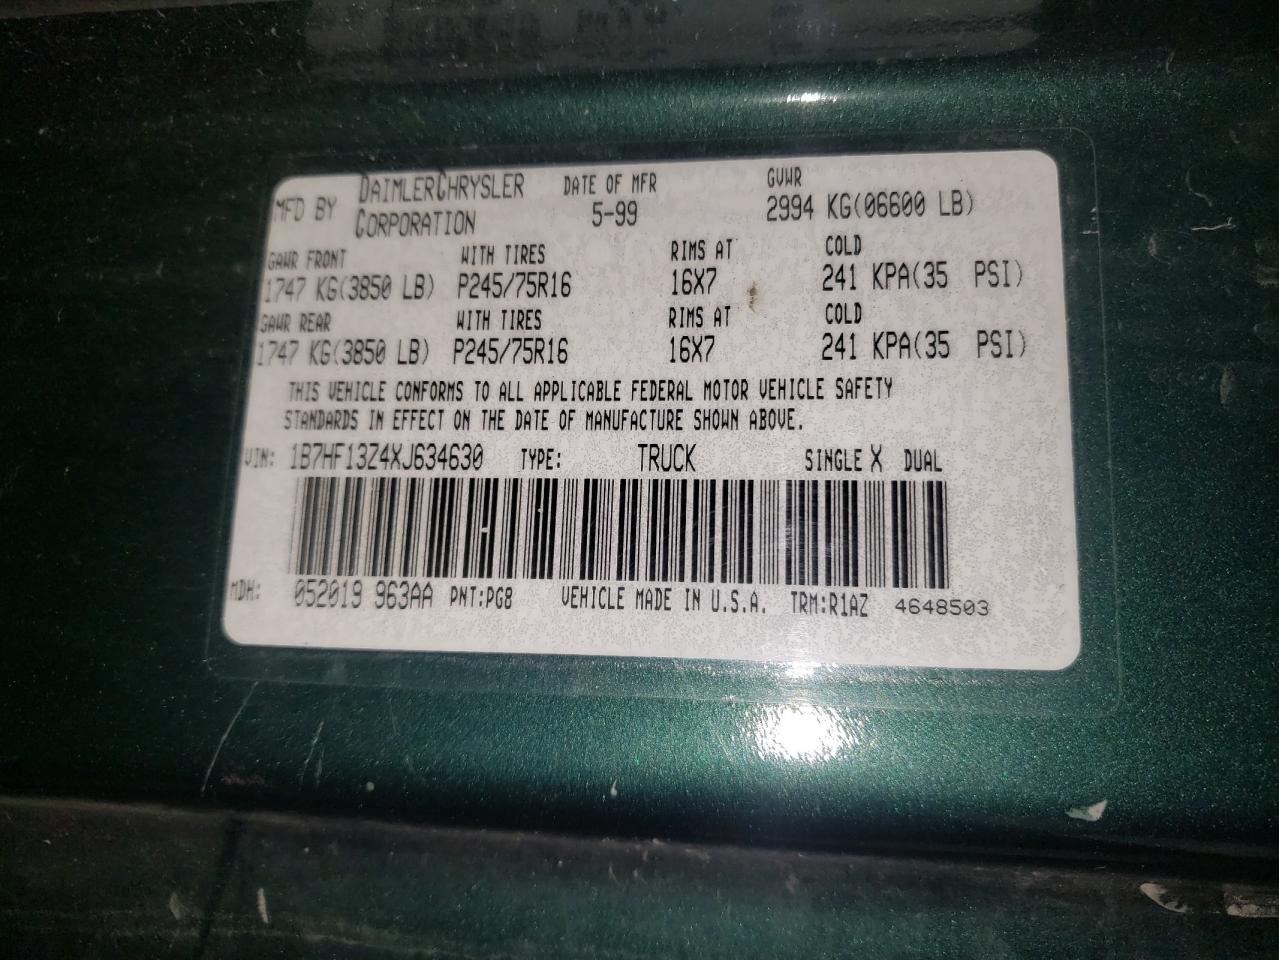 MFD BY DAIMLERCHRYSLER CORPORATION DATE OF MFR 5-99 GVWR 2994 KG(06600 LB)
GAWR FRONT WITH TIRES RIMS AT COLD
1747 KG(3850 LB) P245/75R16 16X7 241 KPA(35 PSI)
GAWR REAR WITH TIRES RIMS AT COLD
1747 KG(3850 LB) P245/75R16 16X7 241 KPA(35 PSI)
THIS VEHICLE CONFORMS TO ALL APPLICABLE FEDERAL MOTOR VEHICLE SAFETY
STANDARDS IN EFFECT ON THE DATE OF MANUFACTURE SHOWN ABOVE.
VIN: 1B7HF13Z4XJ634630 TYPE: TRUCK SINGLE X DUAL
MDH: 052019 963AA PNT:PG8 VEHICLE MADE IN U.S.A. TRM:R1AZ 4648503